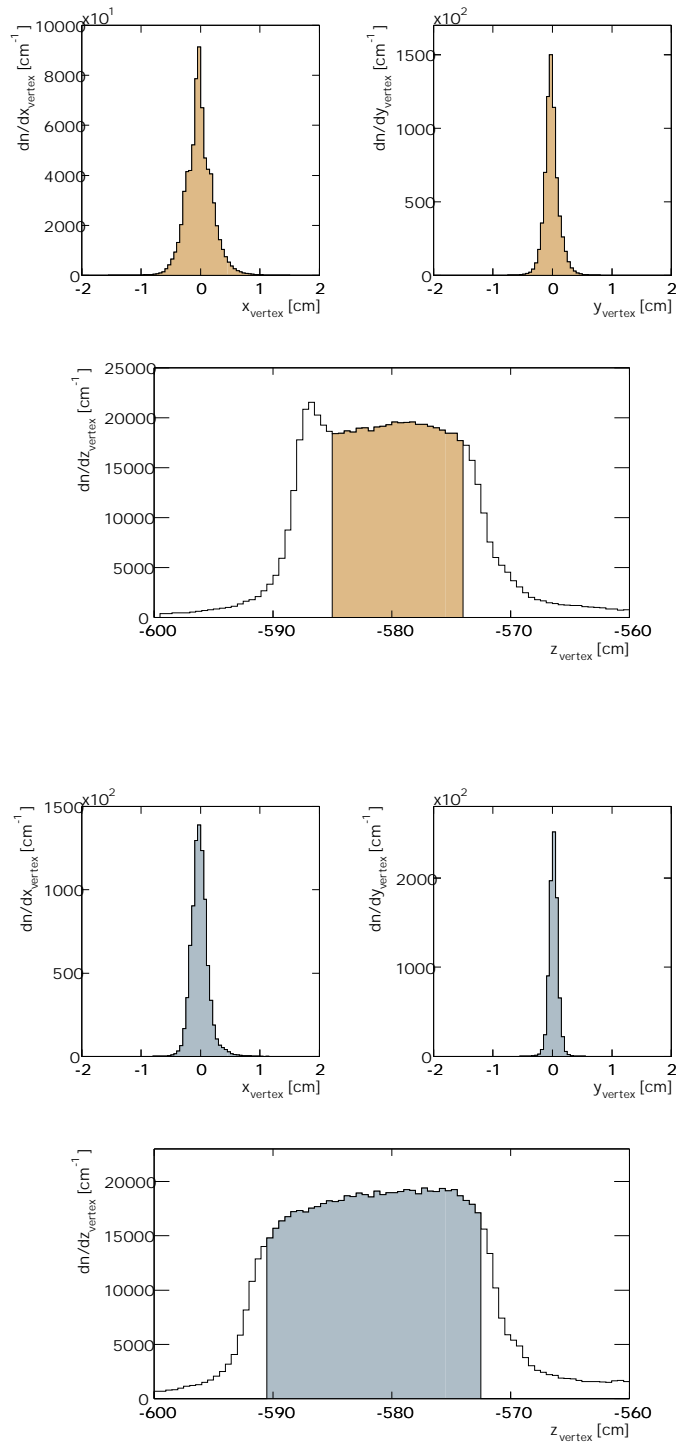 x10^1
x10^2
dn/dx_vertex [cm^-1]
10000
8000
6000
4000
2000
0
-2 -1 0 1 2
x_vertex [cm]
dn/dy_vertex [cm^-1]
1500
1000
500
0
-2 -1 0 1 2
y_vertex [cm]
dn/dz_vertex [cm^-1]
25000
20000
15000
10000
5000
0
-600 -590 -580 -570 -560
z_vertex [cm]
x10^2
x10^2
dn/dx_vertex [cm^-1]
1500
1000
500
0
-2 -1 0 1 2
x_vertex [cm]
dn/dy_vertex [cm^-1]
2000
1000
0
-2 -1 0 1 2
y_vertex [cm]
dn/dz_vertex [cm^-1]
20000
15000
10000
5000
0
-600 -590 -580 -570 -560
z_vertex [cm]